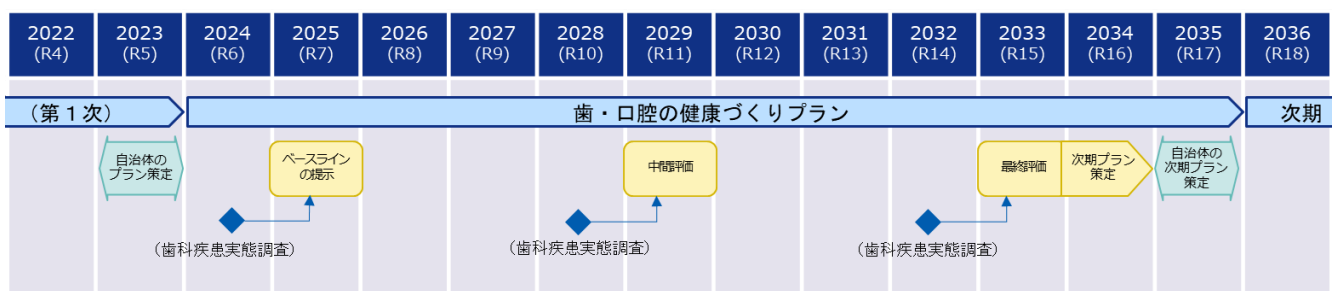 2022
(R4)
2023
(R5)
2024
(R6)
2025
(R7)
2026
(R8)
2027
(R9)
2028
(R10)
2029
(R11)
2030
(R12)
2031
(R13)
2032
(R14)
2033
(R15)
2034
(R16)
2035
(R17)
2036
(R18)
（第１次）
歯・口腔の健康づくりプラン
次期
自治体の
プラン策定
ベースライン
の提示
中間評価
最終評価
次期プラン
策定
自治体の
次期プラン
策定
（歯科疾患実態調査）
（歯科疾患実態調査）
（歯科疾患実態調査）